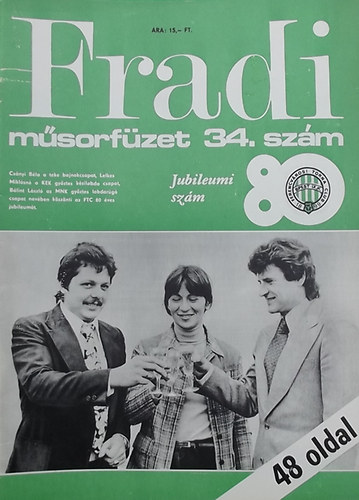 ÁRA: 15,– FT.
Fradi
műsorfüzet 34. szám
Csányi Béla a teke bajnokcsapat, Lelkes
Miklósné a KEK győztes kézilabda csapat,
Bálint László az MNK győztes labdarúgó
csapat nevében köszönti az FTC 80 éves
jubileumát.
Jubileumi
szám
80
48 oldal